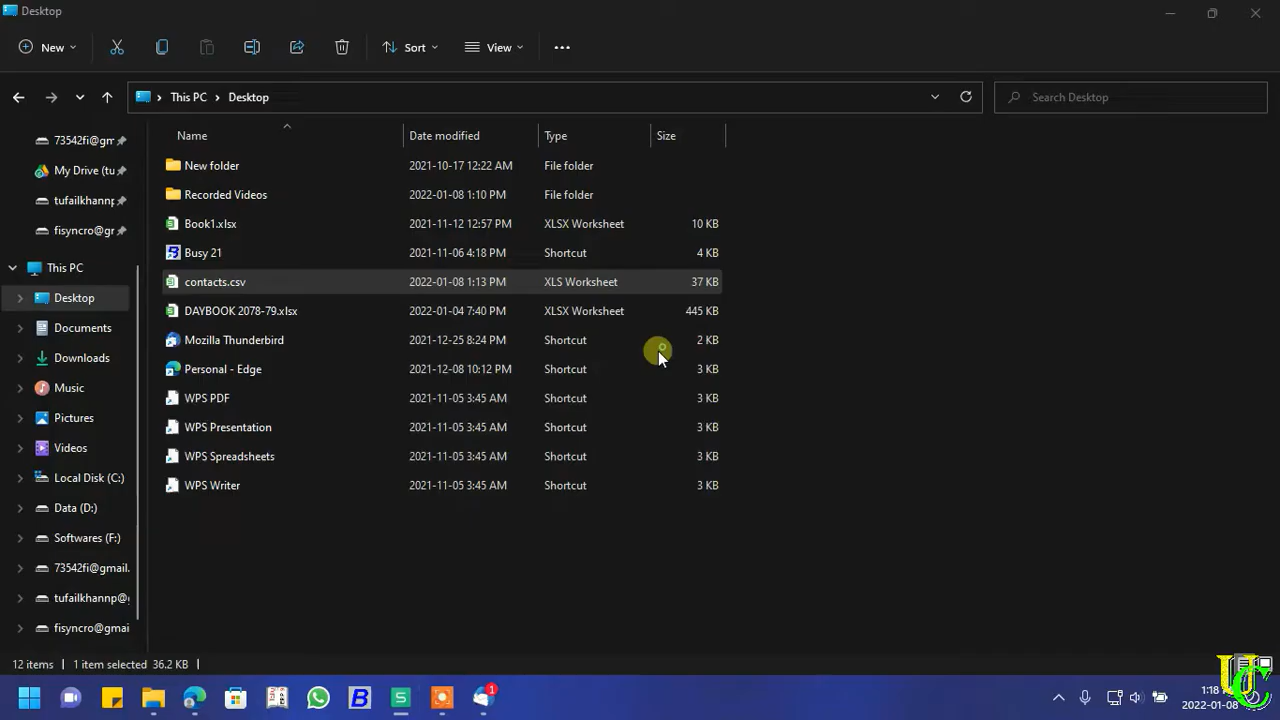 Desktop
New
Sort
View
This PC
Desktop
Search Desktop
Name
Date modified
Type
Size
73542fi@gm
My Drive (tu
tufailkhannp
fisyncro@gr
This PC
Desktop
Documents
Downloads
Music
Pictures
Videos
Local Disk (C:)
Data (D:)
Softwares (F:)
73542fi@gmail.
tufailkhannp@
fisyncro@gmai
New folder 2021-10-17 12:22 AM File folder
Recorded Videos 2022-01-08 1:10 PM File folder
Book1.xlsx 2021-11-12 12:57 PM XLSX Worksheet 10 KB
Busy 21 2021-11-06 4:18 PM Shortcut 4 KB
contacts.csv 2022-01-08 1:13 PM XLS Worksheet 37 KB
DAYBOOK 2078-79.xlsx 2022-01-04 7:40 PM XLSX Worksheet 445 KB
Mozilla Thunderbird 2021-12-25 8:24 PM Shortcut 2 KB
Personal - Edge 2021-12-08 10:12 PM Shortcut 3 KB
WPS PDF 2021-11-05 3:45 AM Shortcut 3 KB
WPS Presentation 2021-11-05 3:45 AM Shortcut 3 KB
WPS Spreadsheets 2021-11-05 3:45 AM Shortcut 3 KB
WPS Writer 2021-11-05 3:45 AM Shortcut 3 KB
12 items 1 item selected 36.2 KB
B
S
1
1:18
2022-01-08
UC